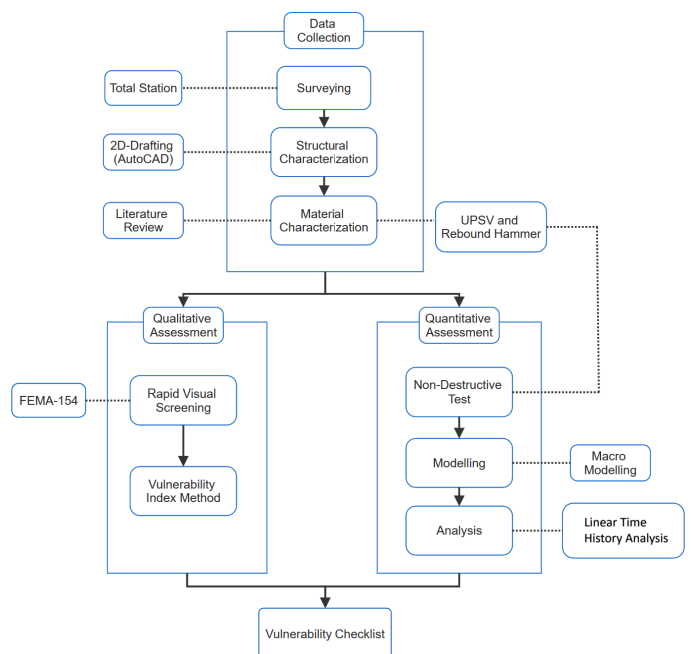 Data
Collection
Total Station
Surveying
2D-Drafting
(AutoCAD)
Structural
Characterization
Literature
Review
Material
Characterization
UPSV and
Rebound Hammer
Qualitative
Assessment
Quantitative
Assessment
FEMA-154
Rapid Visual
Screening
Non-Destructive
Test
Vulnerability
Index Method
Modelling
Macro
Modelling
Analysis
Linear Time
History Analysis
Vulnerability Checklist